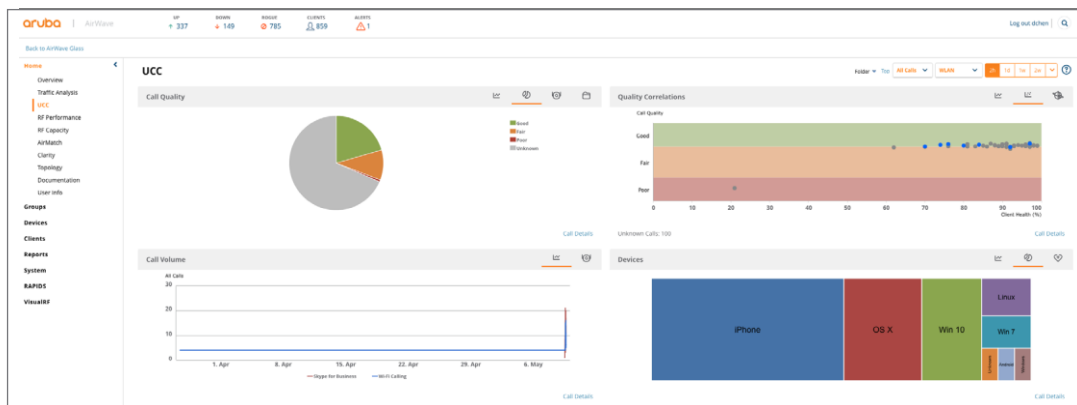 aruba | AirWave
UP DOWN ROGUE CLIENTS ALERTS
337 149 785 859 1
Log out dchen
Back to AirWave Glass
Home
Overview
Traffic Analysis
UCC
RF Performance
RF Capacity
AirMatch
Clarity
Topology
Documentation
User Info
Groups
Devices
Clients
Reports
System
RAPIDS
VisualRF
UCC
Folder Top All Calls WLAN 1d 1w 2w
Call Quality
Good
Fair
Poor
Unknown
Call Details
Quality Correlations
Call Quality
Good
Fair
Poor
0 10 20 30 40 50 60 70 80 90 100
Client Health (%)
Unknown Calls: 100
Call Details
Call Volume
All Calls
30
20
10
0
1. Apr 8. Apr 15. Apr 22. Apr 29. Apr 6. May
Skype for Business Wi-Fi Calling
Call Details
Devices
iPhone
OS X
Win 10
Linux
Win 7
Call Details